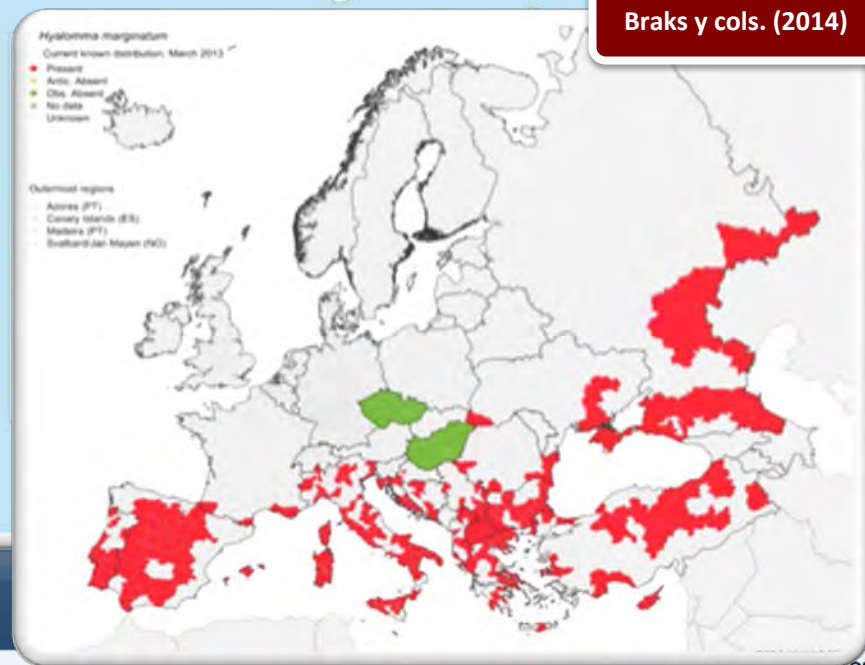 Braks y cols. (2014)
Hyalomma marginatum
Current known distribution: March 2013
Present
Antic. Absent
Obs. Absent
No data
Unknown
Outermost regions
Azores (PT)
Canary Islands (ES)
Madeira (PT)
Svalbard/Jan Mayen (NO)